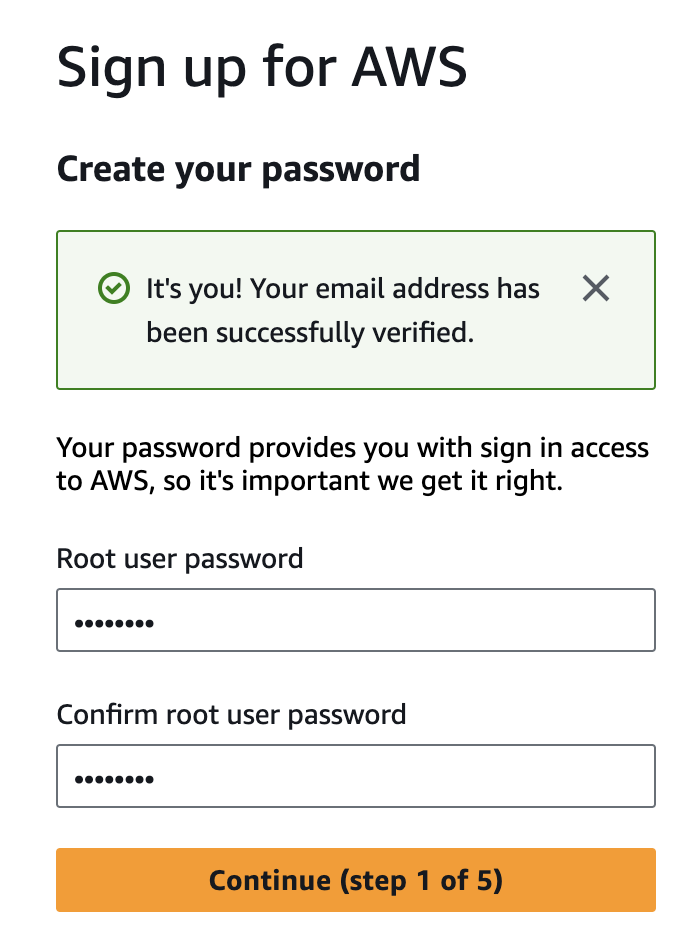 Sign up for AWS
Create your password
It's you! Your email address has
been successfully verified.
Your password provides you with sign in access
to AWS, so it's important we get it right.
Root user password
••••••••
Confirm root user password
••••••••
Continue (step 1 of 5)